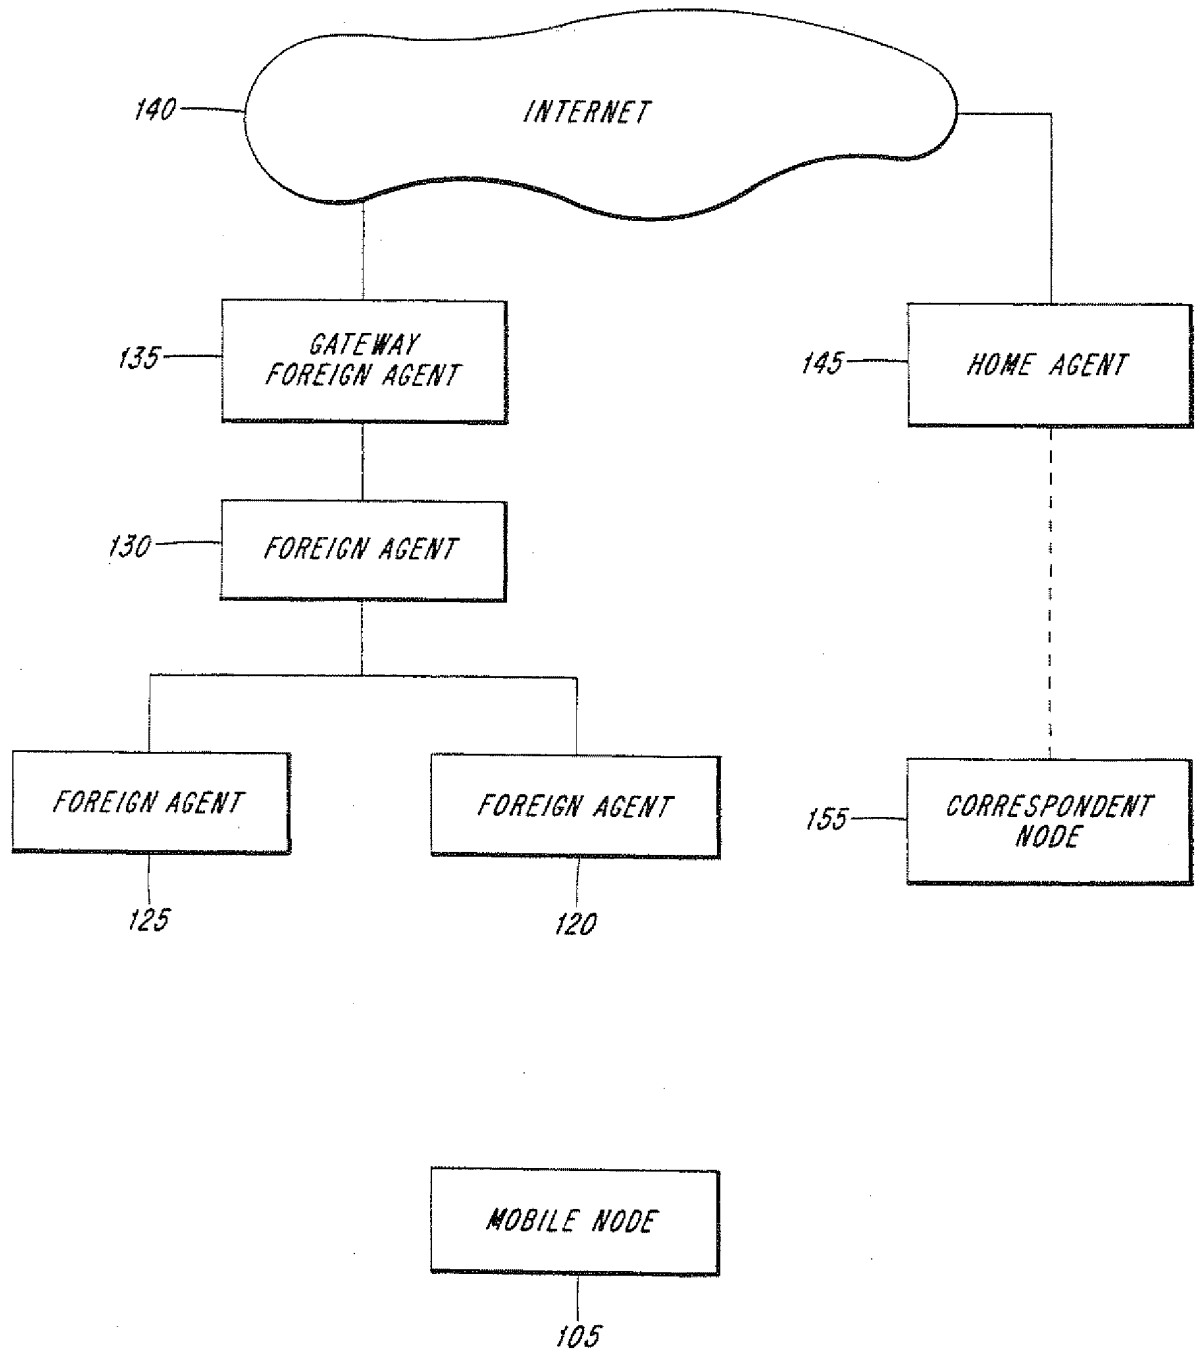 140
INTERNET
135
GATEWAY
FOREIGN AGENT
145
HOME AGENT
130
FOREIGN AGENT
FOREIGN AGENT
FOREIGN AGENT
155
CORRESPONDENT
NODE
125
120
MOBILE NODE
105